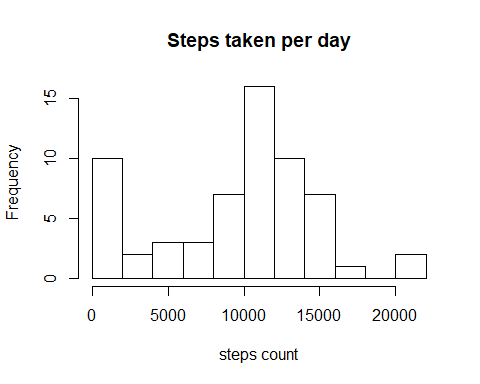 Steps taken per day
Frequency
15
10
5
0
0 5000 10000 15000 20000
steps count